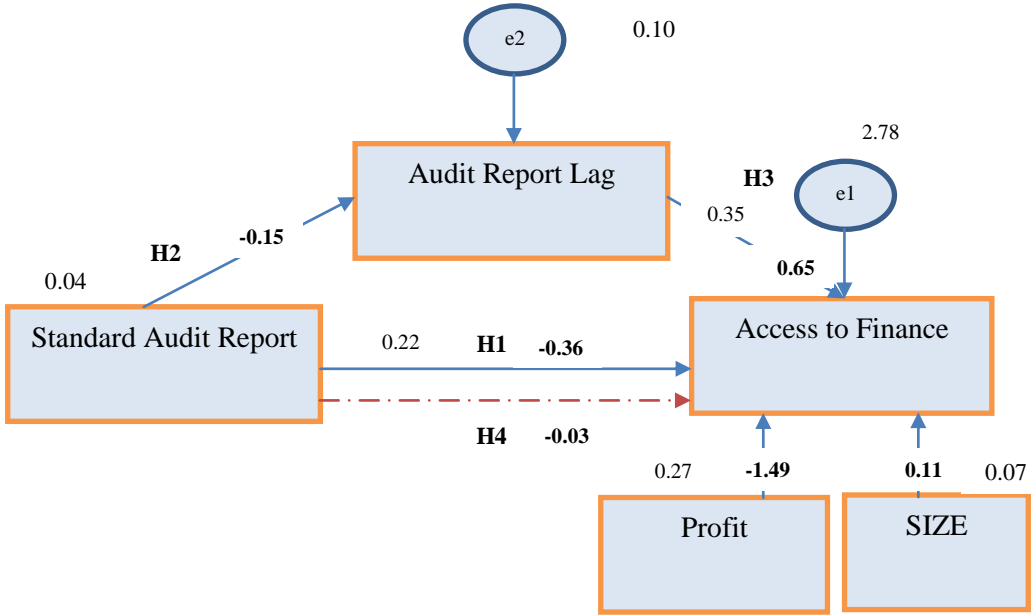 e2
0.10
2.78
Audit Report Lag
H3
e1
0.35
H2
-0.15
0.65
0.04
Standard Audit Report
0.22
H1
-0.36
Access to Finance
H4
-0.03
0.27
-1.49
0.11
0.07
Profit
SIZE